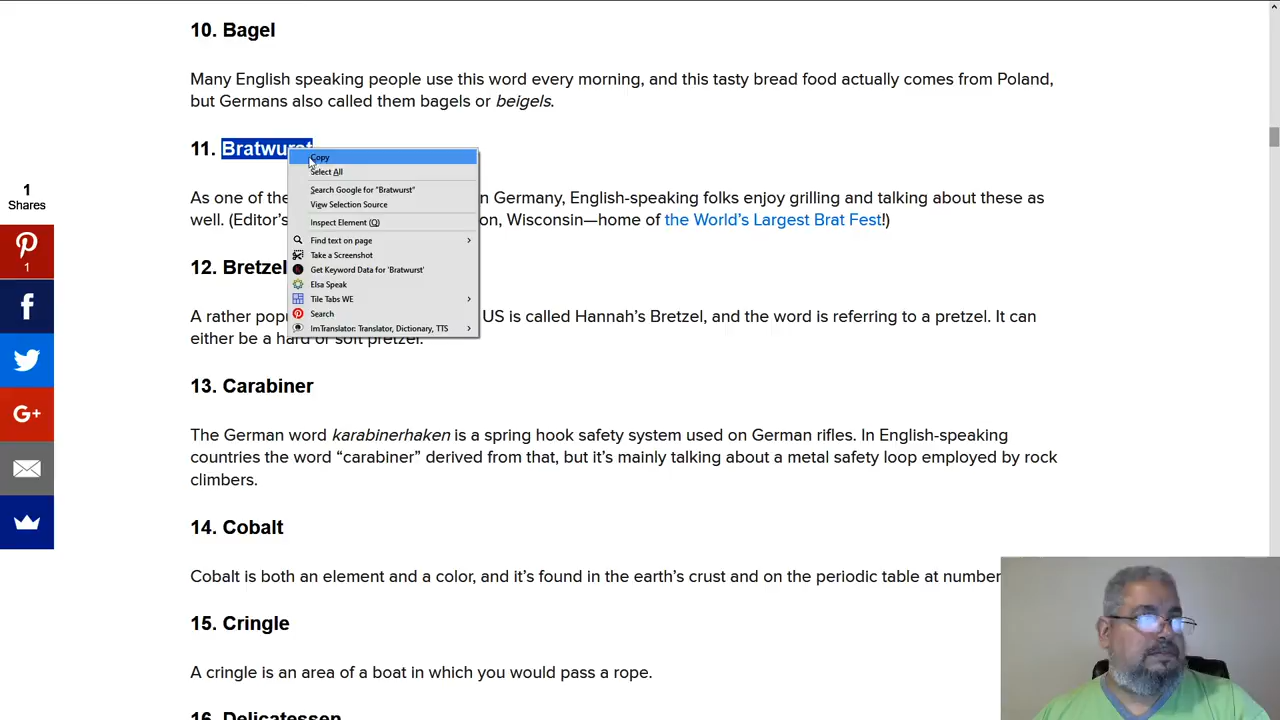 10. Bagel
Many English speaking people use this word every morning, and this tasty bread food actually comes from Poland,
but Germans also called them bagels or beigels.
11. Bratwurst
Copy
Select All
Search Google for "Bratwurst"
View Selection Source
Inspect Element (Q)
Find text on page
Take a Screenshot
Get Keyword Data for 'Bratwurst'
Elsa Speak
Tile Tabs WE
Search
ImTranslator: Translator, Dictionary, TTS
As one of the
n Germany, English-speaking folks enjoy grilling and talking about these as
well. (Editor's
on, Wisconsin—home of the World's Largest Brat Fest!)
12. Bretzel
A rather pop
US is called Hannah's Bretzel, and the word is referring to a pretzel. It can
either be a hard or soft pretzel.
13. Carabiner
The German word karabinerhaken is a spring hook safety system used on German rifles. In English-speaking
countries the word “carabiner” derived from that, but it's mainly talking about a metal safety loop employed by rock
climbers.
14. Cobalt
Cobalt is both an element and a color, and it's found in the earth's crust and on the periodic table at number
15. Cringle
A cringle is an area of a boat in which you would pass a rope.
16. Delicatessen
1
Shares
1
G+